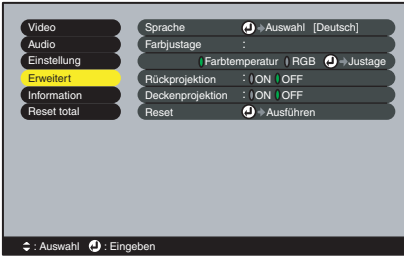 Video
Audio
Einstellung
Erweitert
Information
Reset total
Sprache Auswahl [Deutsch]
Farbjustage :
Farbtemperatur RGB Justage
Rückprojektion : ON OFF
Deckenprojektion : ON OFF
Reset Ausführen
: Auswahl : Eingeben